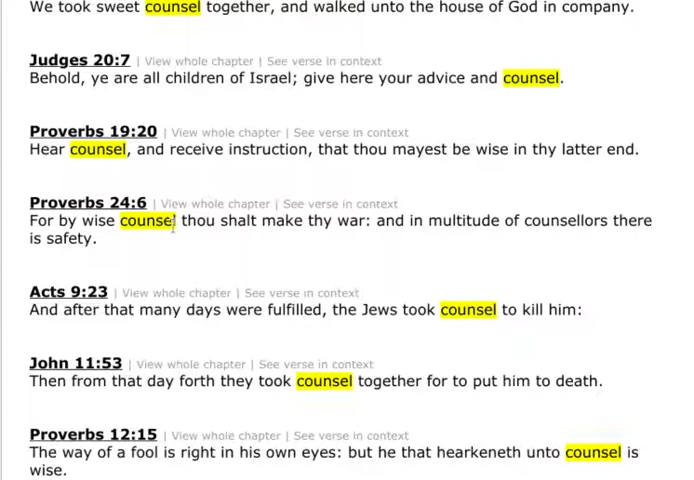 We took sweet counsel together, and walked unto the house of God in company.
Judges 20:7 | View whole chapter | See verse in context
Behold, ye are all children of Israel; give here your advice and counsel.
Proverbs 19:20 | View whole chapter | See verse in context
Hear counsel, and receive instruction, that thou mayest be wise in thy latter end.
Proverbs 24:6 | View whole chapter | See verse in context
For by wise counsel thou shalt make thy war: and in multitude of counsellors there
is safety.
Acts 9:23 | View whole chapter | See verse in context
And after that many days were fulfilled, the Jews took counsel to kill him:
John 11:53 | View whole chapter | See verse in context
Then from that day forth they took counsel together for to put him to death.
Proverbs 12:15 | View whole chapter | See verse in context
The way of a fool is right in his own eyes: but he that hearkeneth unto counsel is
wise.